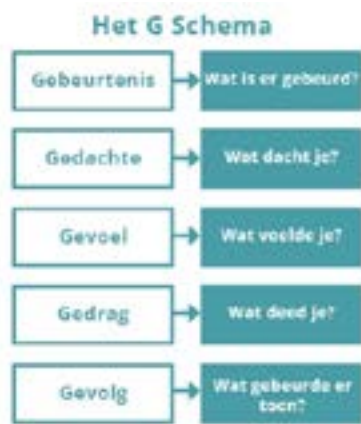 Het G Schema
Gebeurtenis
Wat is er gebeurd?
Gedachte
Wat dacht je?
Gevoel
Wat voelde je?
Gedrag
Wat deed je?
Gevolg
Wat gebeurde er
toen?